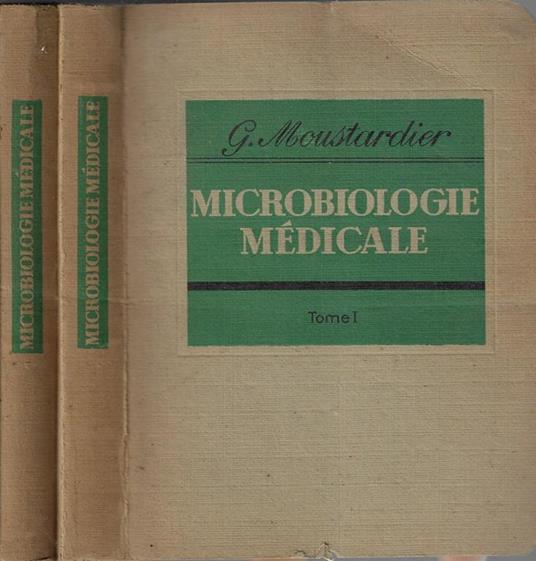 MICROBIOLOGIE MÉDICALE
MICROBIOLOGIE MÉDICALE
G. Moustardier
MICROBIOLOGIE
MÉDICALE
Tome I